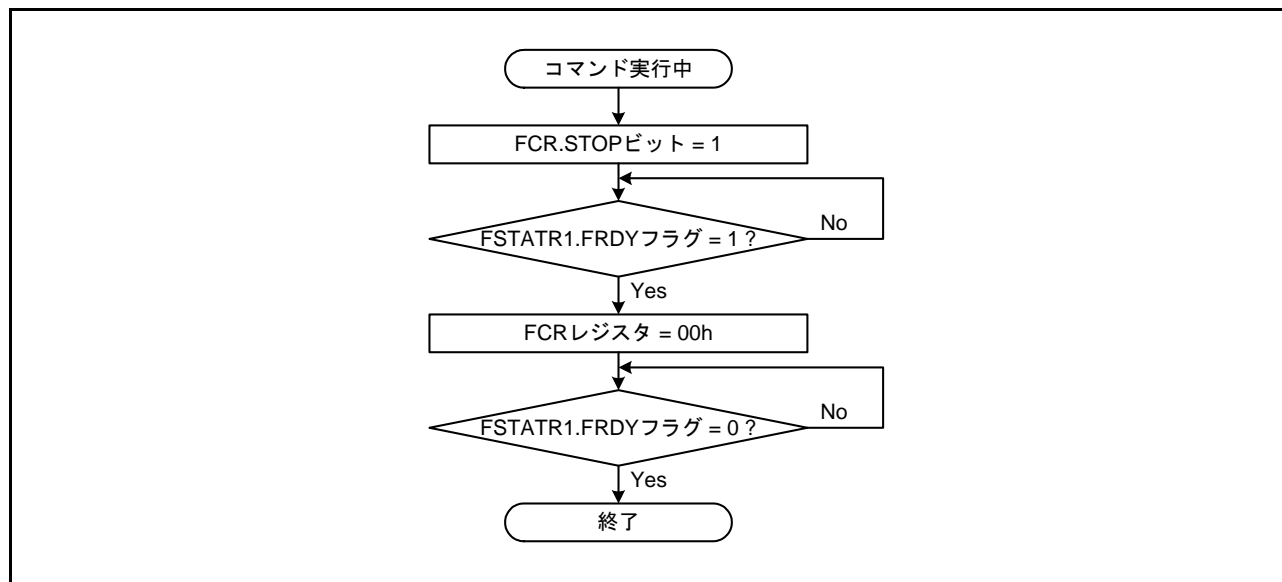 コマンド実行中
FCR.STOPビット = 1
FSTATR1.FRDYフラグ = 1 ?
No
Yes
FCRレジスタ = 00h
FSTATR1.FRDYフラグ = 0 ?
No
Yes
終了